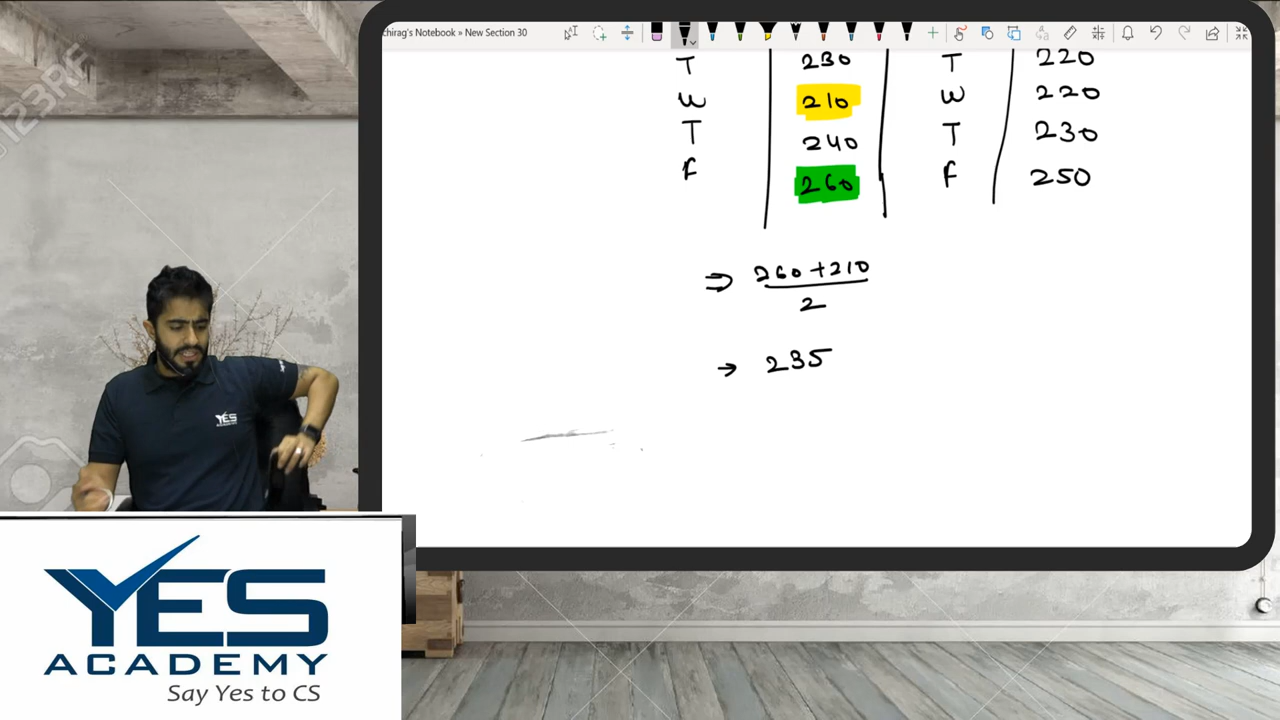 chirag's Notebook » New Section 30
T 230 T 220
W 210 W 220
T 240 T 230
F 260 F 250
⇒ 260+210
2
→ 235
123RF
YES
YES
ACADEMY
Say Yes to CS